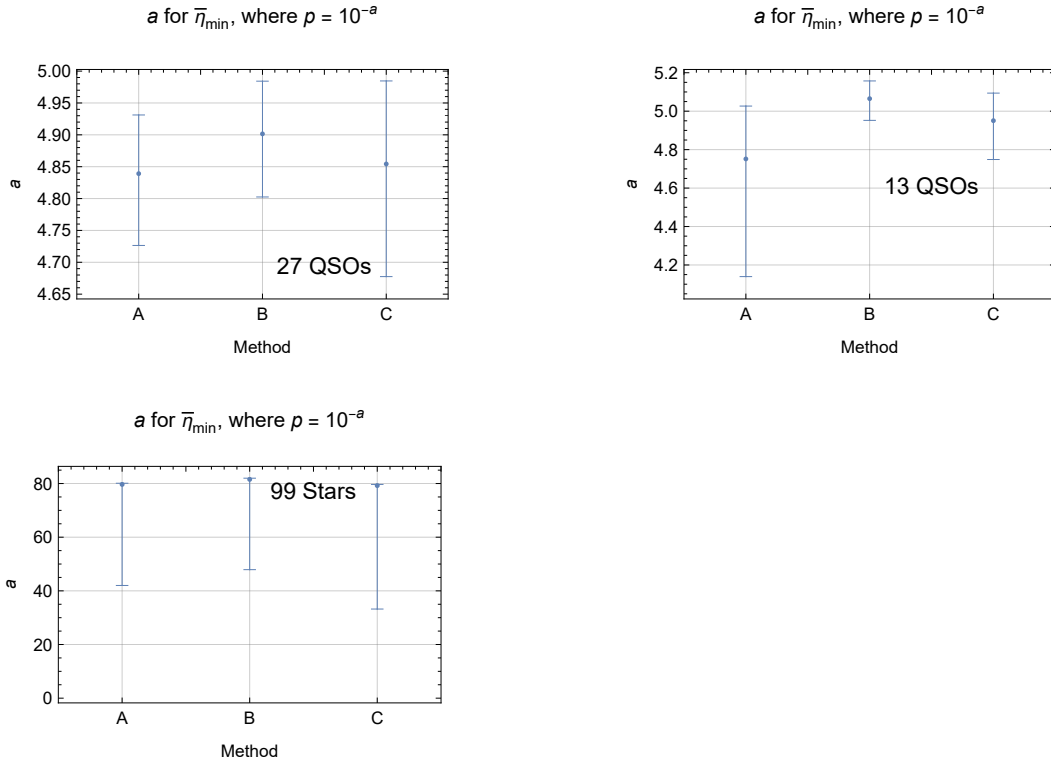 a for η̅min, where p = 10⁻ᵃ
5.00
4.95
4.90
4.85
4.80
4.75
4.70
4.65
a
27 QSOs
A B C
Method
a for η̅min, where p = 10⁻ᵃ
5.2
5.0
4.8
4.6
4.4
4.2
a
13 QSOs
A B C
Method
a for η̅min, where p = 10⁻ᵃ
80
60
40
20
0
a
99 Stars
A B C
Method